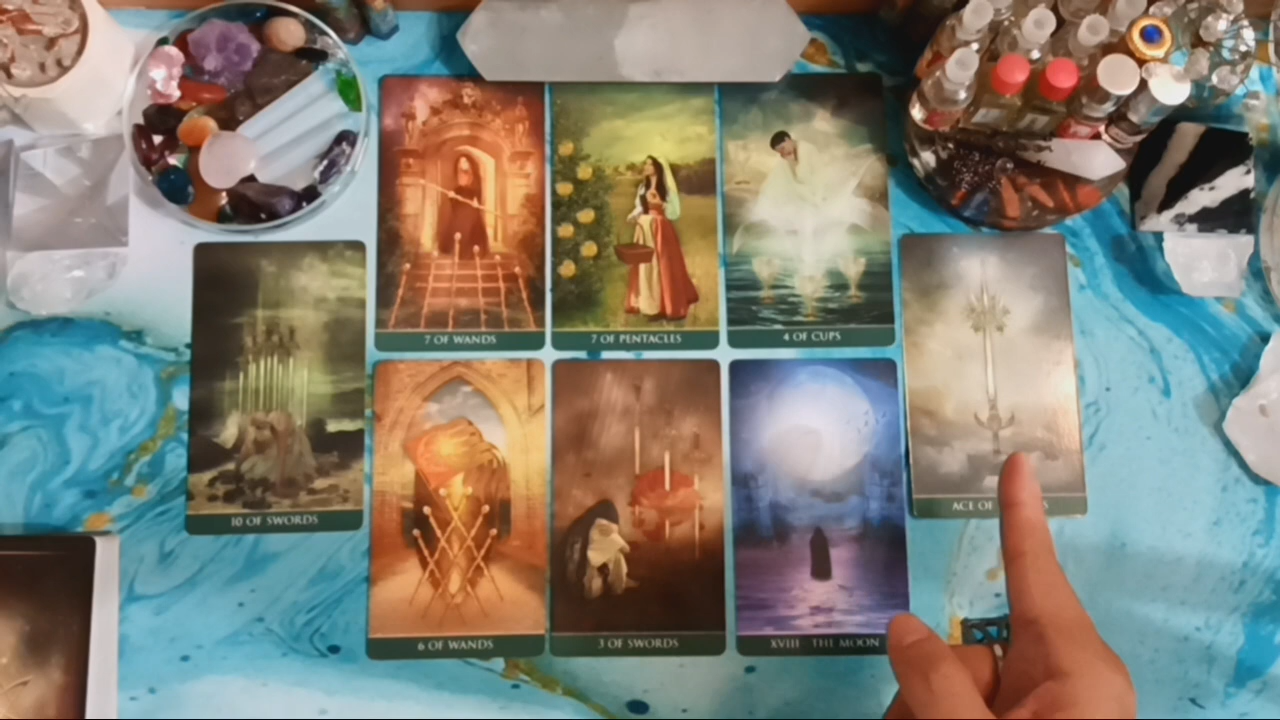 7 OF WANDS
7 OF PENTACLES
4 OF CUPS
10 OF SWORDS
ACE OF
6 OF WANDS
3 OF SWORDS
XVIII THE MOON